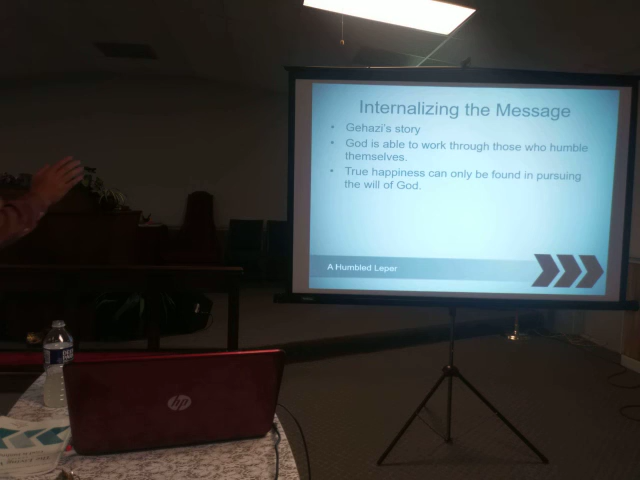 Internalizing the Message
• Gehazi's story
• God is able to work through those who humble
themselves.
• True happiness can only be found in pursuing
the will of God.
A Humbled Leper
hp